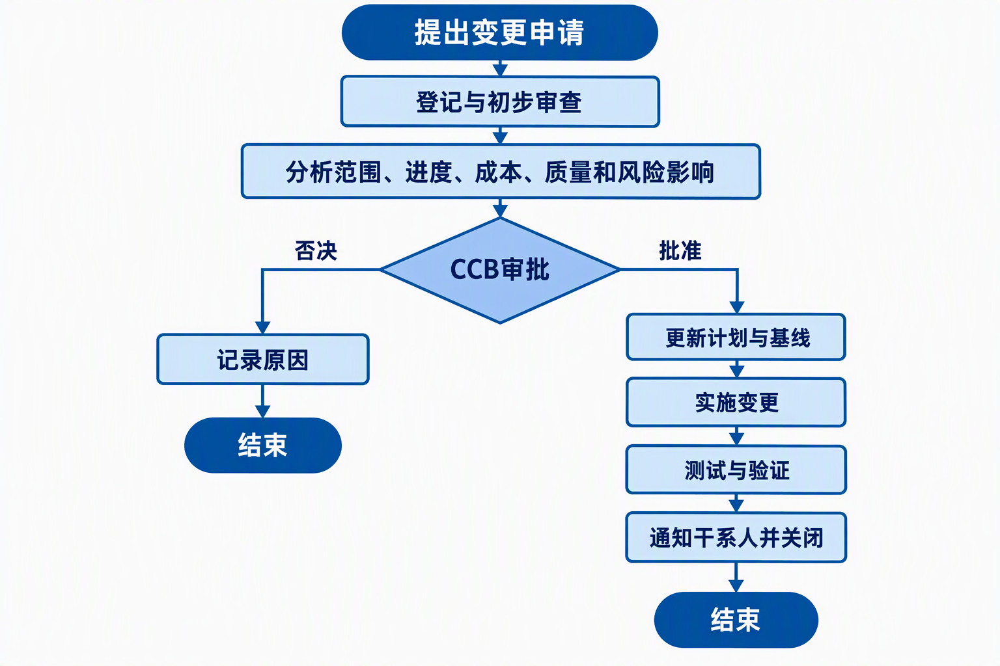 提出变更申请
登记与初步审查
分析范围、进度、成本、质量和风险影响
CCB审批
否决
批准
记录原因
结束
更新计划与基线
实施变更
测试与验证
通知干系人并关闭
结束